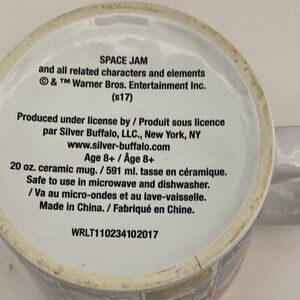 SPACE JAM
and all related characters and elements
© & ™ Warner Bros. Entertainment Inc.
(s17)
Produced under license by / Produit sous licence
par Silver Buffalo, LLC., New York, NY
www.silver-buffalo.com
Age 8+ / Âge 8+
20 oz. ceramic mug. / 591 ml. tasse en céramique.
Safe to use in microwave and dishwasher.
/ Va au micro-ondes et au lave-vaisselle.
Made in China. / Fabriqué en Chine.
WRLT110234102017